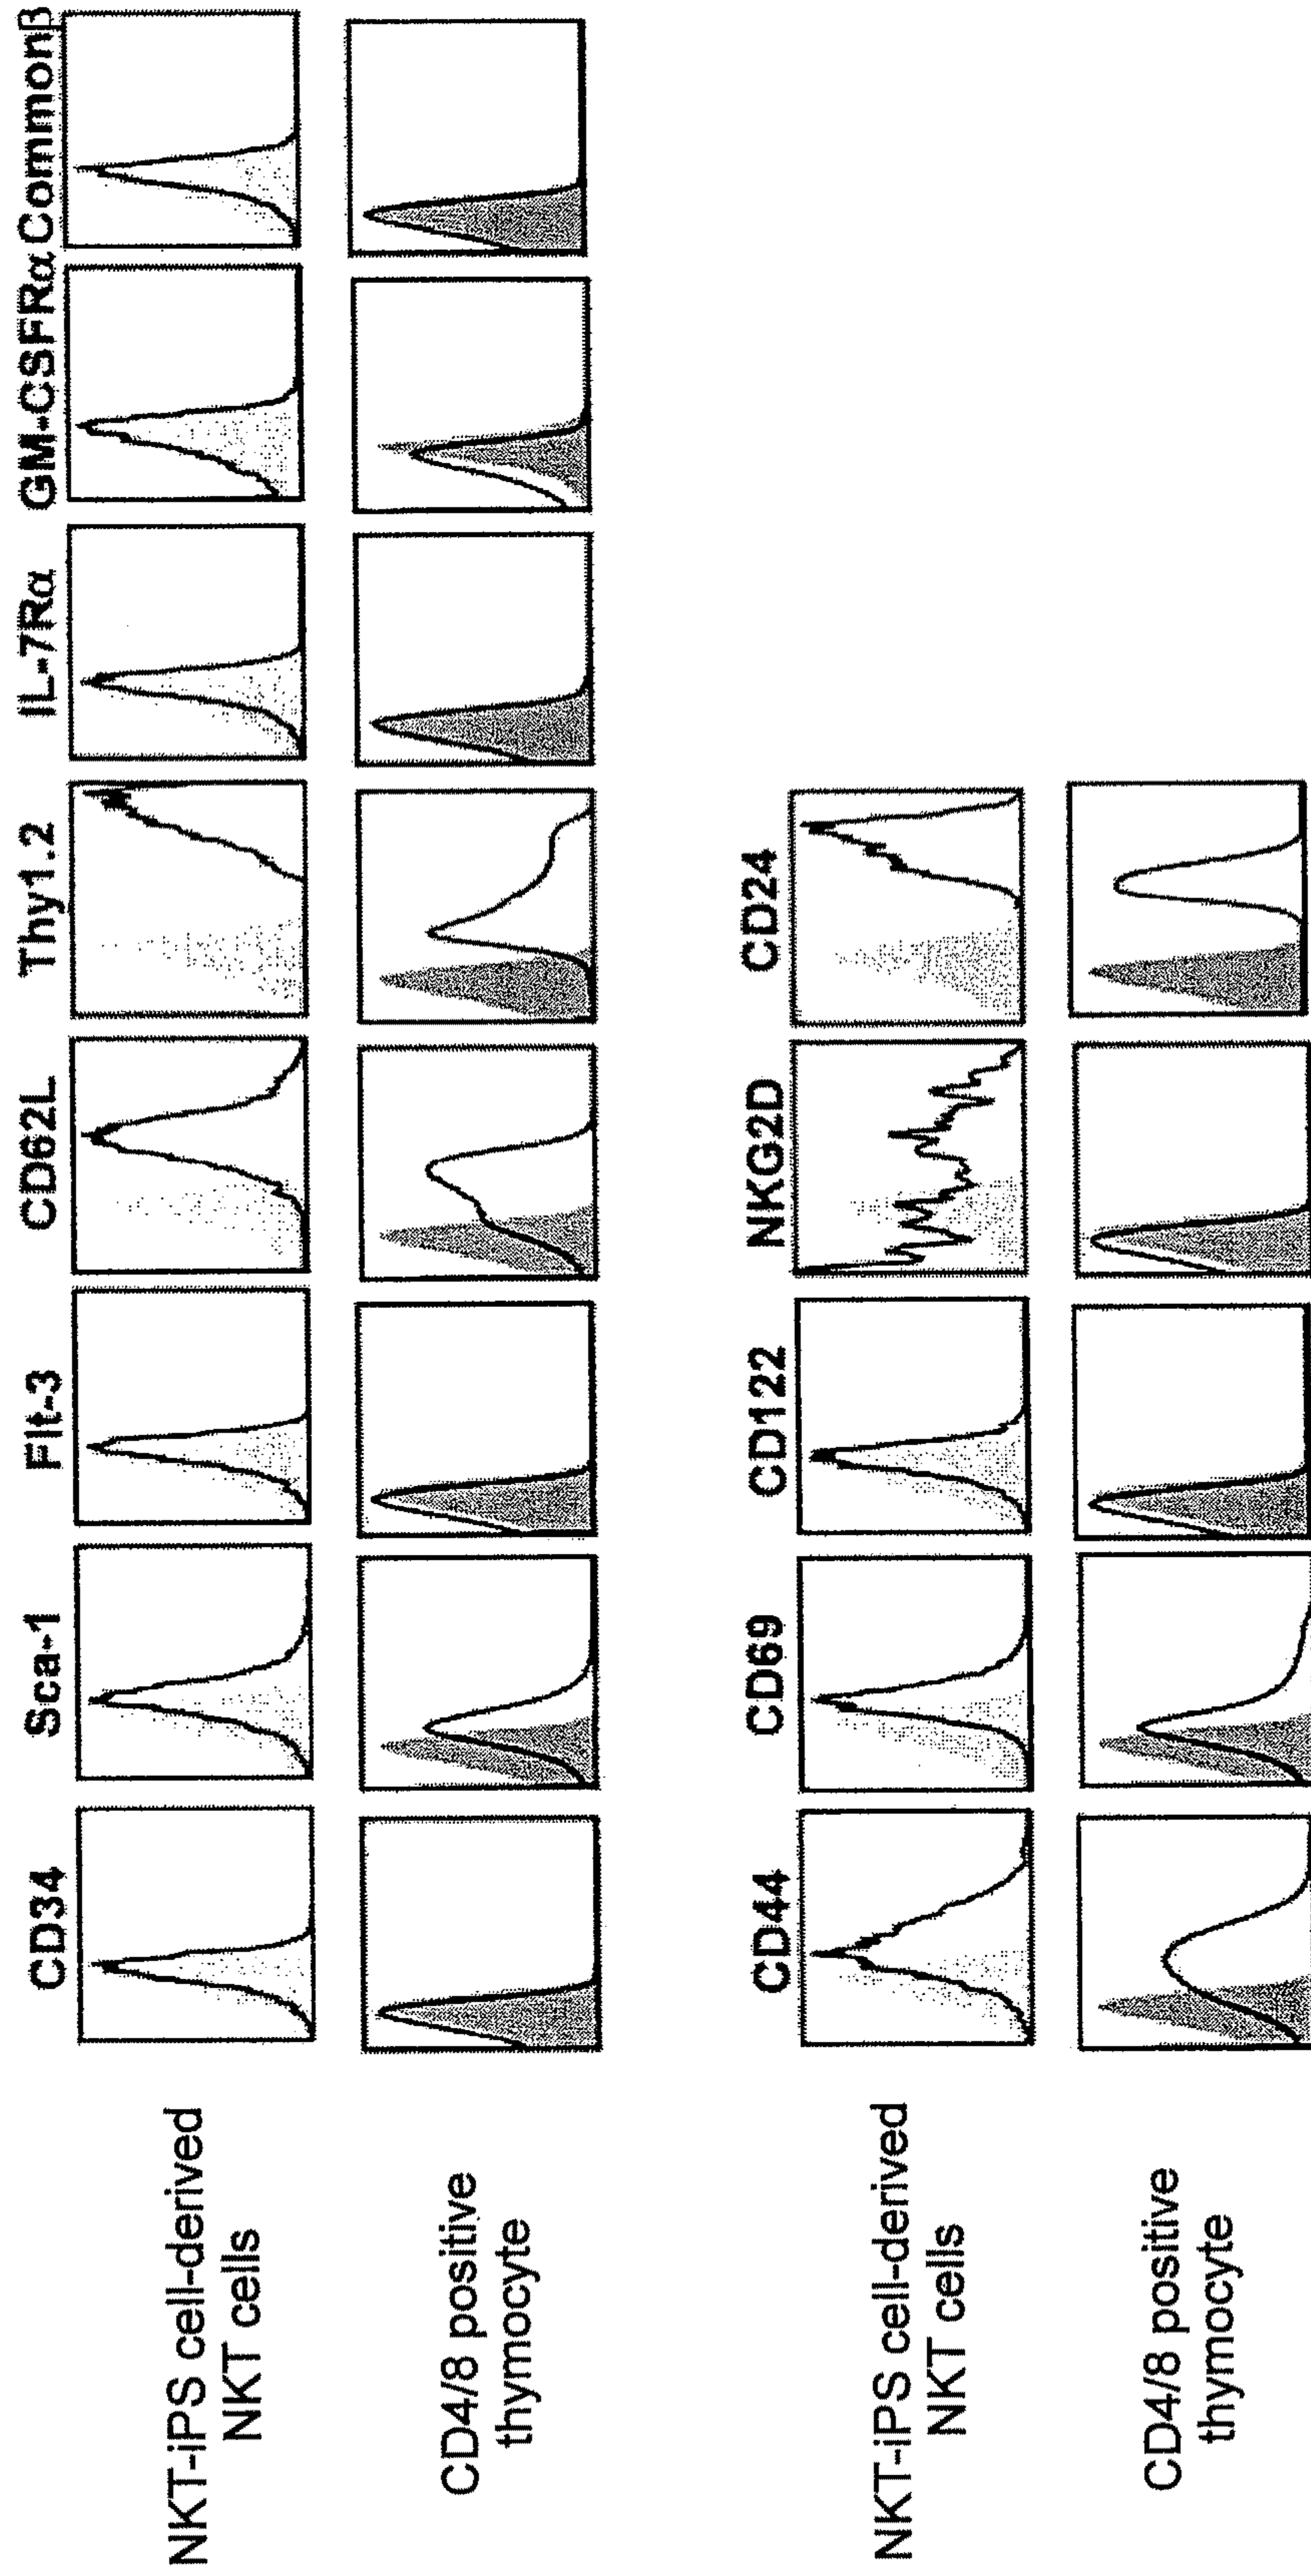 CD34 Sca-1 Flt-3 CD62L Thy1.2 IL-7Rα GM-CSFRα Commonβ
NKT-iPS cell-derived
NKT cells
CD4/8 positive
thymocyte
CD44 CD69 CD122 NKG2D CD24
NKT-iPS cell-derived
NKT cells
CD4/8 positive
thymocyte